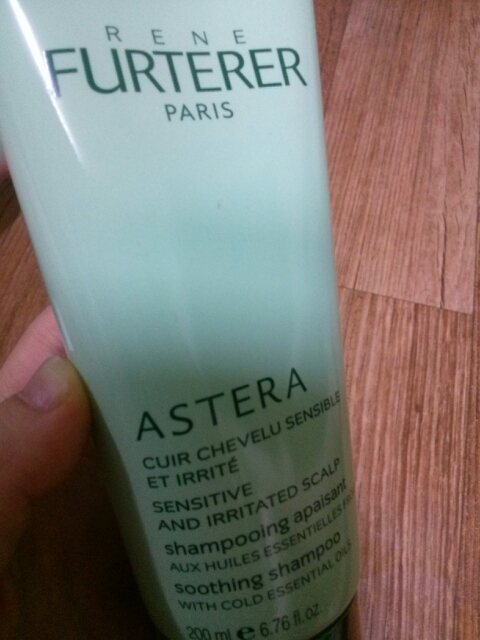 RENE
FURTERER
PARIS
ASTERA
CUIR CHEVELU SENSIBLE
ET IRRITÉ
SENSITIVE
AND IRRITATED SCALP
shampooing apaisant
AUX HUILES ESSENTIELLES
soothing shampoo
WITH COLD ESSENTIAL OILS
200 ml e 6.76 fl.oz.